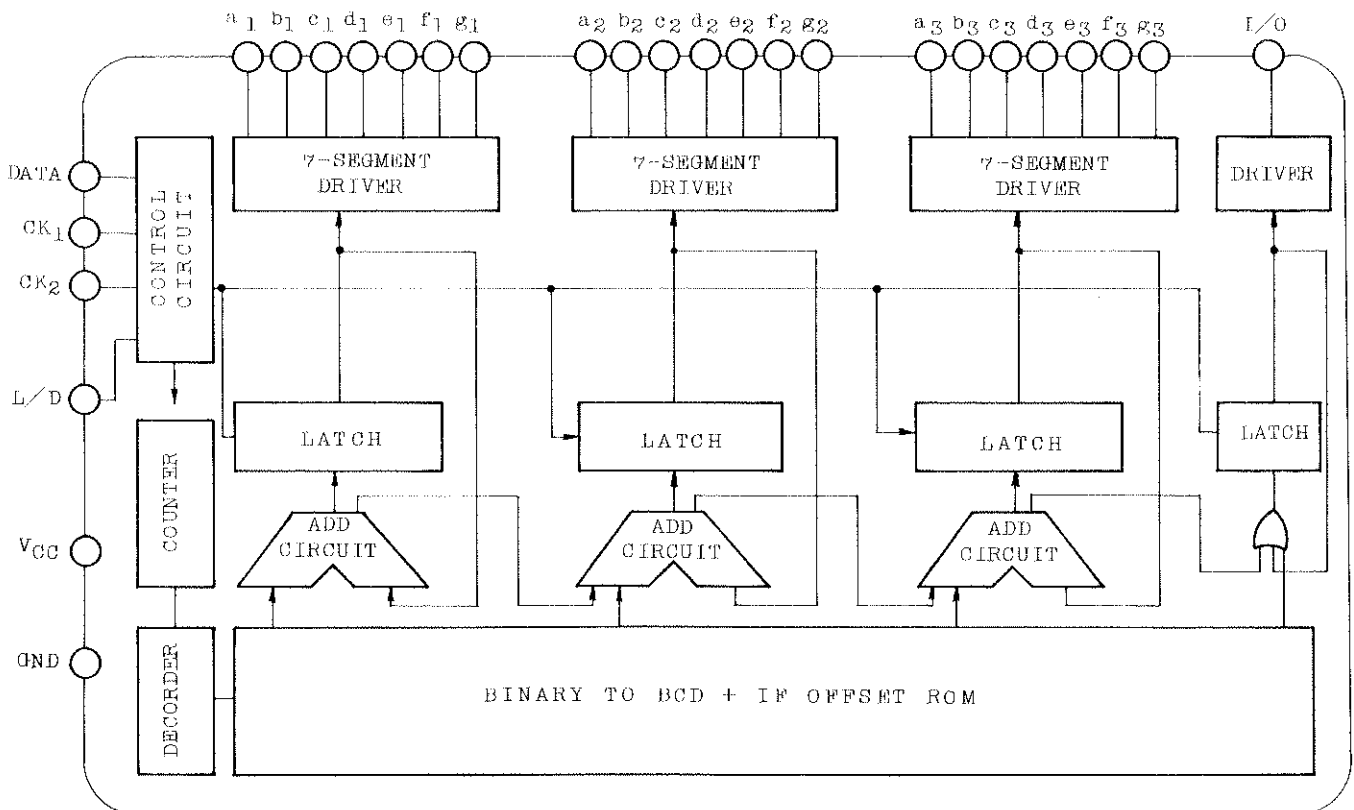 a1 b1 c1 d1 e1 f1 g1 a2 b2 c2 d2 e2 f2 g2 a3 b3 c3 d3 e3 f3 g3 I/O
DATA
CK1
CK2
L/D
VCC
GND
CONTROL
CIRCUIT
7-SEGMENT
DRIVER
7-SEGMENT
DRIVER
7-SEGMENT
DRIVER
DRIVER
LATCH
LATCH
LATCH
LATCH
COUNTER
ADD
CIRCUIT
ADD
CIRCUIT
ADD
CIRCUIT
DECORDER
BINARY TO BCD + IF OFFSET ROM